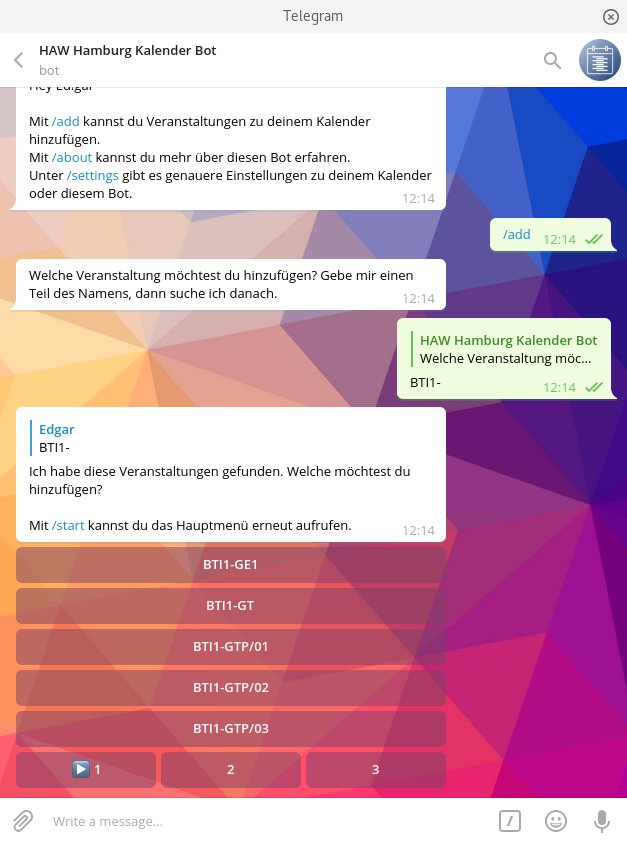 Telegram
HAW Hamburg Kalender Bot
bot
Hey Edgar
Mit /add kannst du Veranstaltungen zu deinem Kalender
hinzufügen.
Mit /about kannst du mehr über diesen Bot erfahren.
Unter /settings gibt es genauere Einstellungen zu deinem Kalender
oder diesem Bot.
12:14
/add
12:14
Welche Veranstaltung möchtest du hinzufügen? Gebe mir einen
Teil des Namens, dann suche ich danach.
12:14
HAW Hamburg Kalender Bot
Welche Veranstaltung möc...
BTI1-
12:14
Edgar
BTI1-
Ich habe diese Veranstaltungen gefunden. Welche möchtest du
hinzufügen?
Mit /start kannst du das Hauptmenü erneut aufrufen.
12:14
BTI1-GE1
BTI1-GT
BTI1-GTP/01
BTI1-GTP/02
BTI1-GTP/03
1 2 3
Write a message...